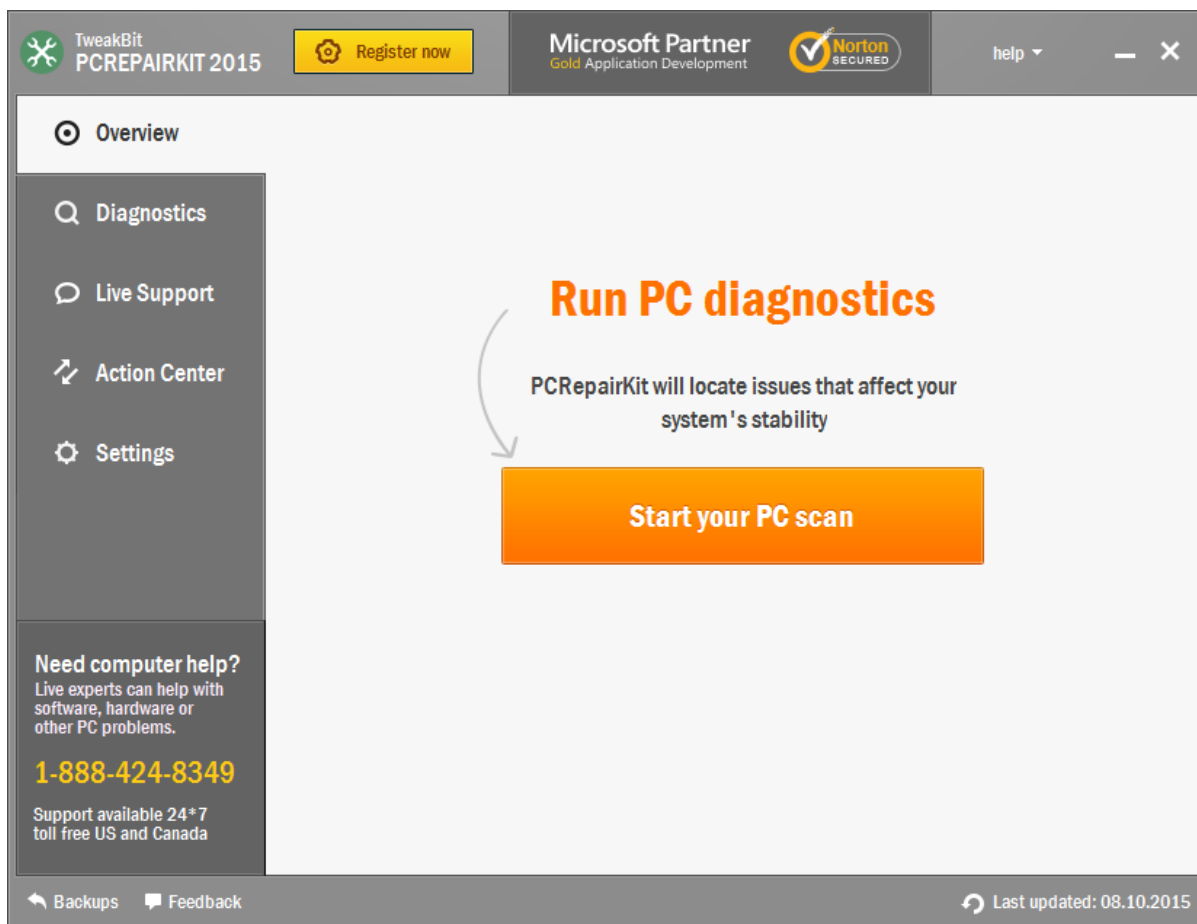 TweakBit
PCREPAIRKIT 2015
Register now
Microsoft Partner
Gold Application Development
Norton
SECURED
help
Overview
Diagnostics
Live Support
Action Center
Settings
Run PC diagnostics
PCRepairKit will locate issues that affect your
system's stability
Start your PC scan
Need computer help?
Live experts can help with
software, hardware or
other PC problems.
1-888-424-8349
Support available 24*7
toll free US and Canada
Backups
Feedback
Last updated: 08.10.2015